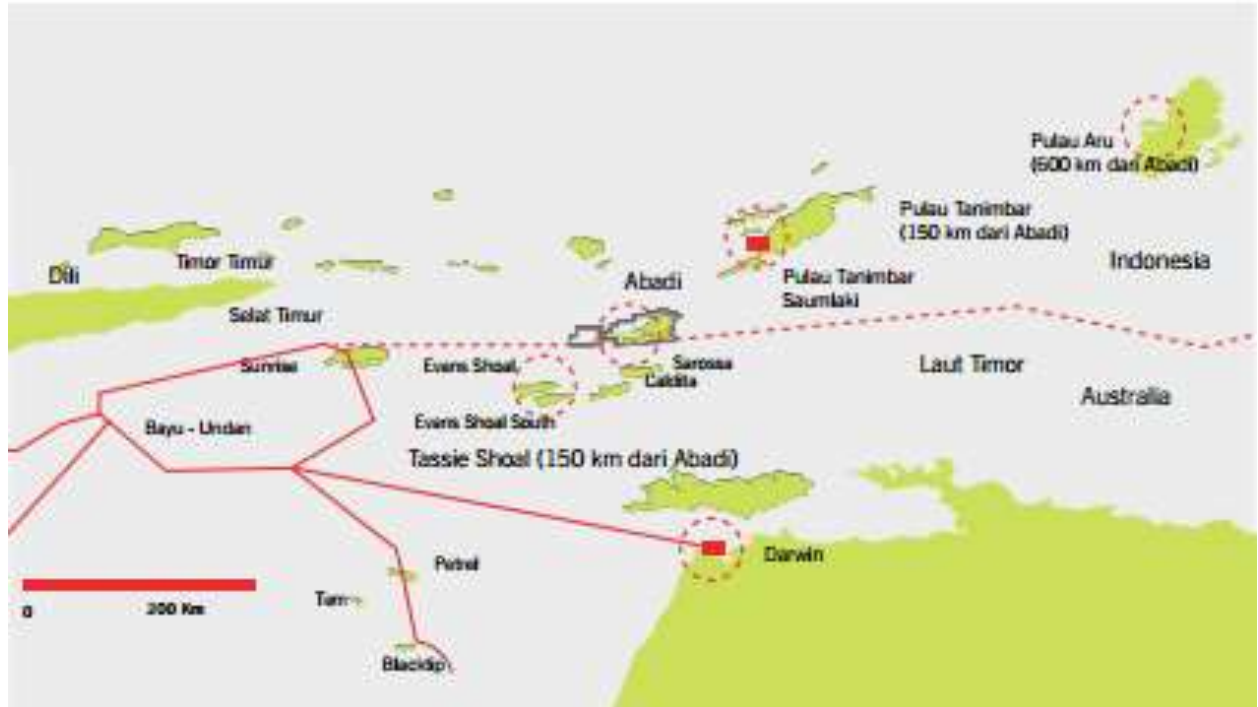 Pulau Aru
(600 km dari Abadi)
Pulau Tanimbar
(150 km dari Abadi)
Indonesia
Dili
Timor Timur
Abadi
Pulau Tanimbar
Saumlaki
Selat Timur
Sunrise
Evans Shoal
Sarossa
Caldita
Laut Timor
Australia
Bayu - Undan
Evans Shoal South
Tassie Shoal (150 km dari Abadi)
Darwin
Petrel
0
200 Km
Tern
Blacktip